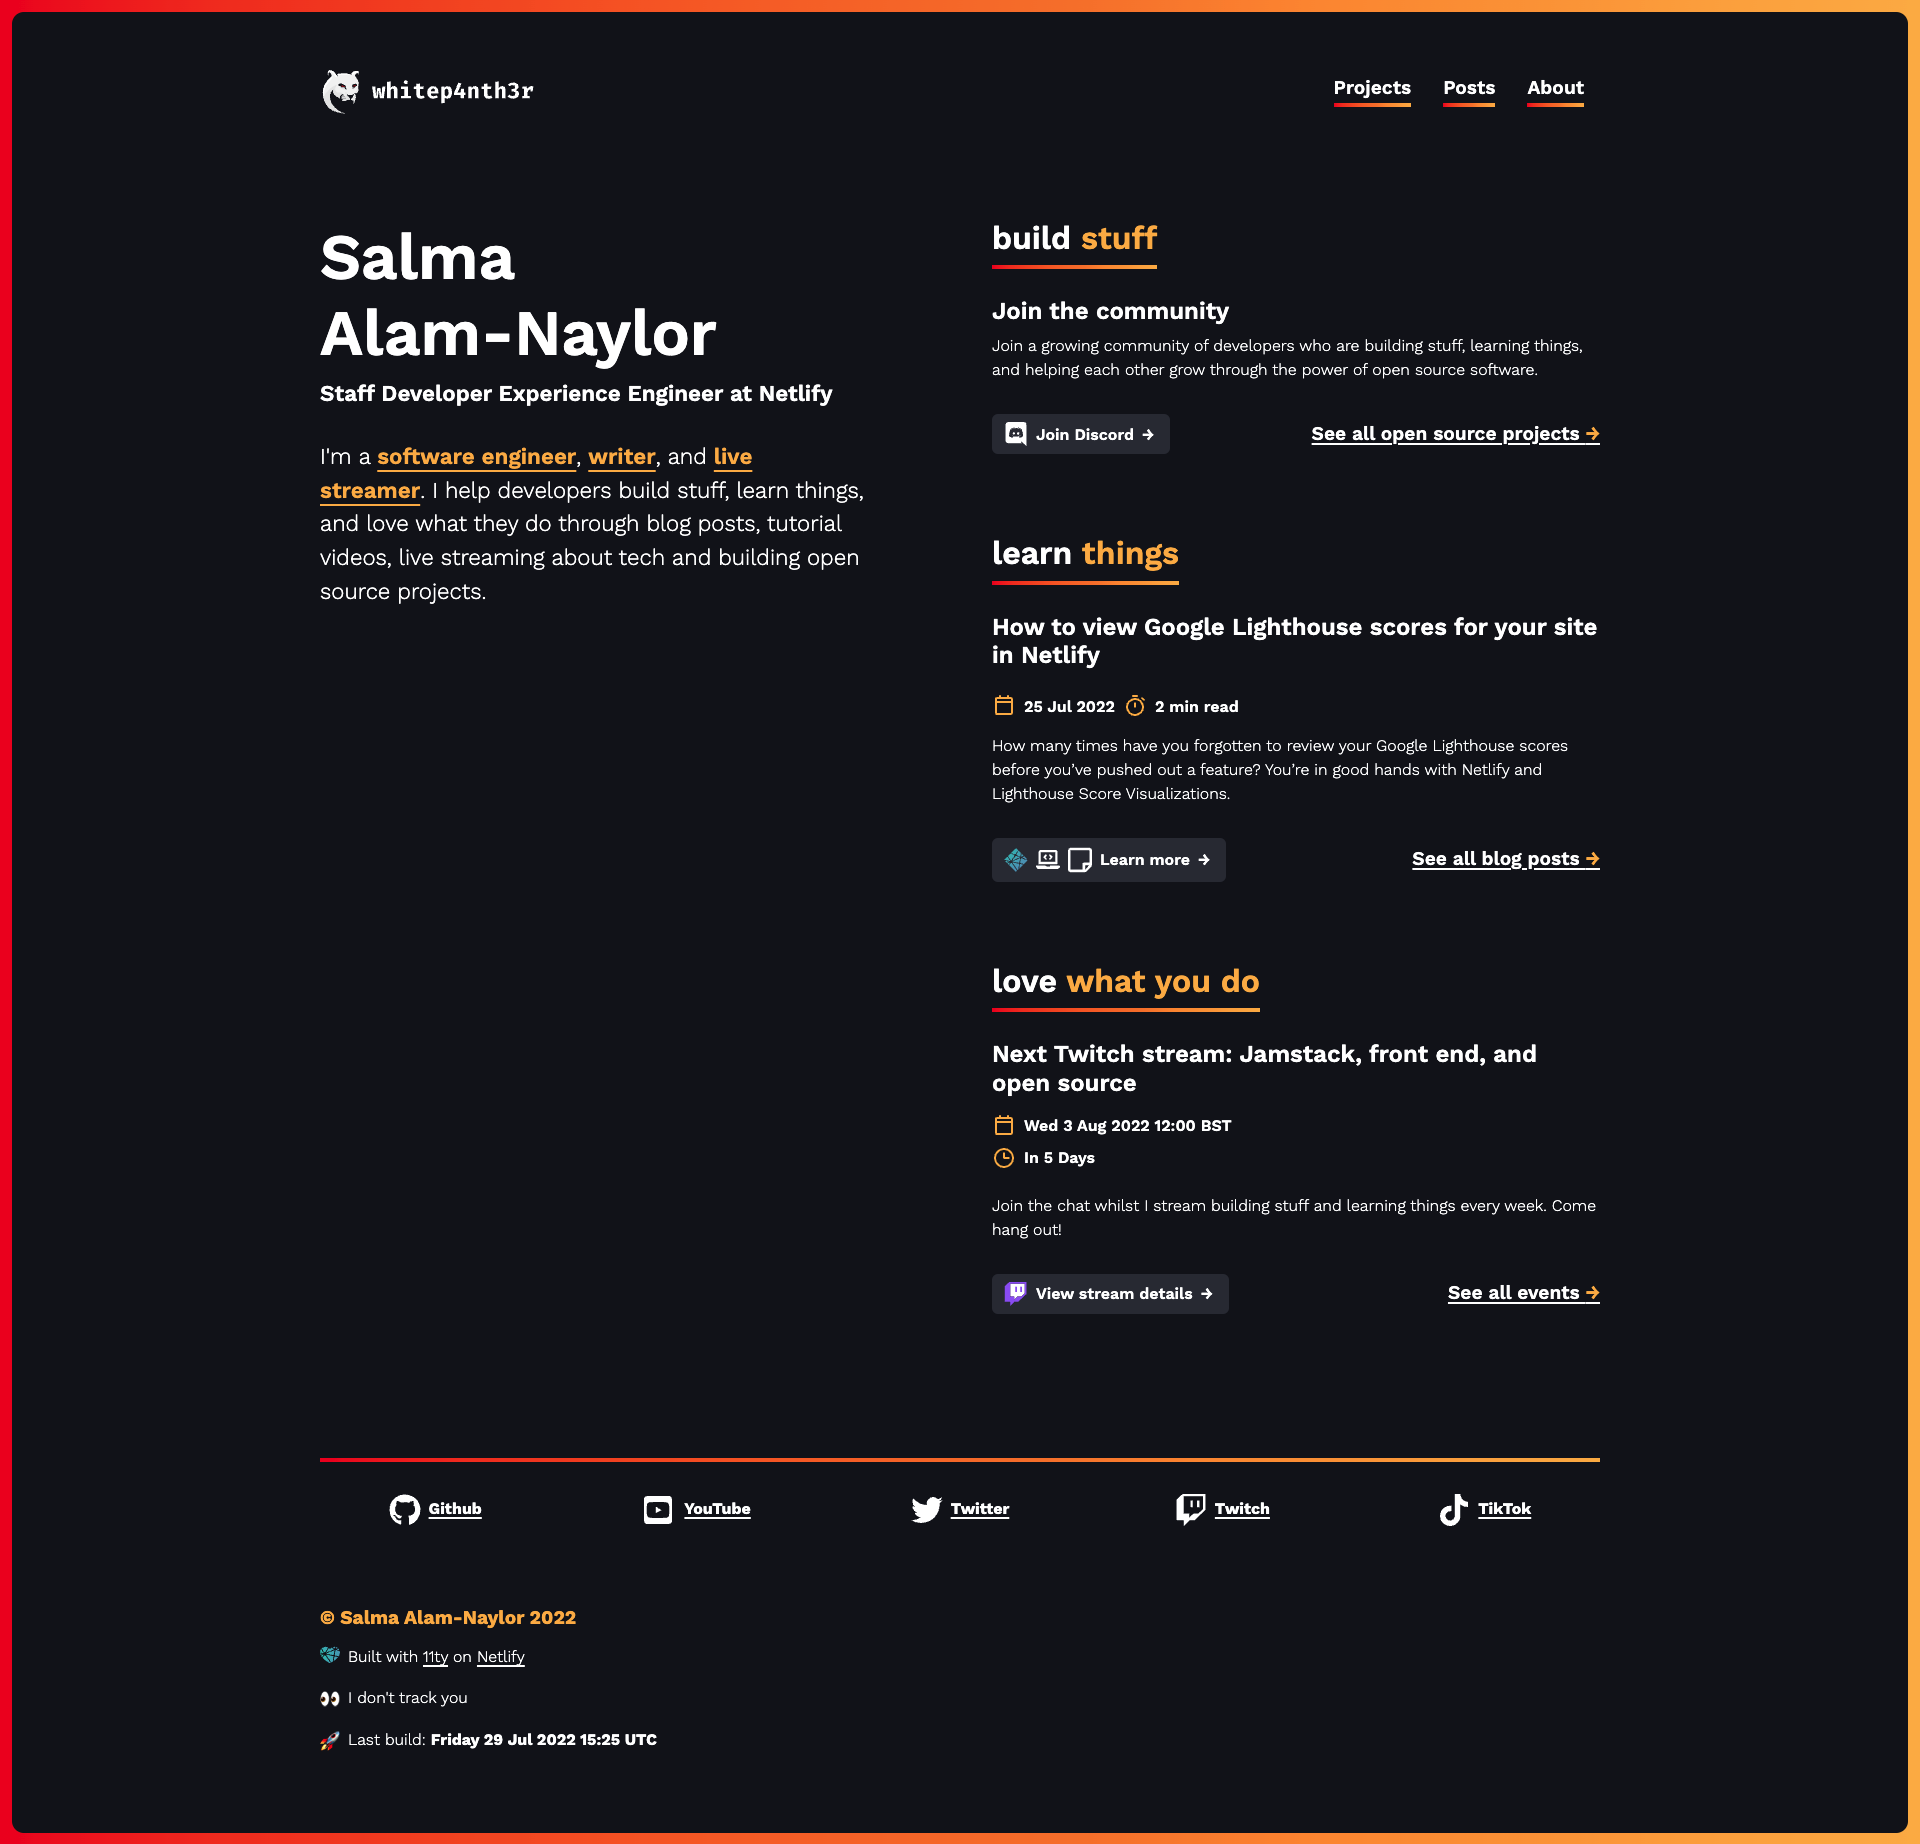 whitep4nth3r
Projects Posts About
Salma
Alam-Naylor
Staff Developer Experience Engineer at Netlify
I'm a software engineer, writer, and live
streamer. I help developers build stuff, learn things,
and love what they do through blog posts, tutorial
videos, live streaming about tech and building open
source projects.
build stuff
Join the community
Join a growing community of developers who are building stuff, learning things,
and helping each other grow through the power of open source software.
Join Discord →
See all open source projects →
learn things
How to view Google Lighthouse scores for your site
in Netlify
25 Jul 2022 2 min read
How many times have you forgotten to review your Google Lighthouse scores
before you’ve pushed out a feature? You’re in good hands with Netlify and
Lighthouse Score Visualizations.
Learn more →
See all blog posts →
love what you do
Next Twitch stream: Jamstack, front end, and
open source
Wed 3 Aug 2022 12:00 BST
In 5 Days
Join the chat whilst I stream building stuff and learning things every week. Come
hang out!
View stream details →
See all events →
Github YouTube Twitter Twitch TikTok
© Salma Alam-Naylor 2022
Built with 11ty on Netlify
I don't track you
Last build: Friday 29 Jul 2022 15:25 UTC